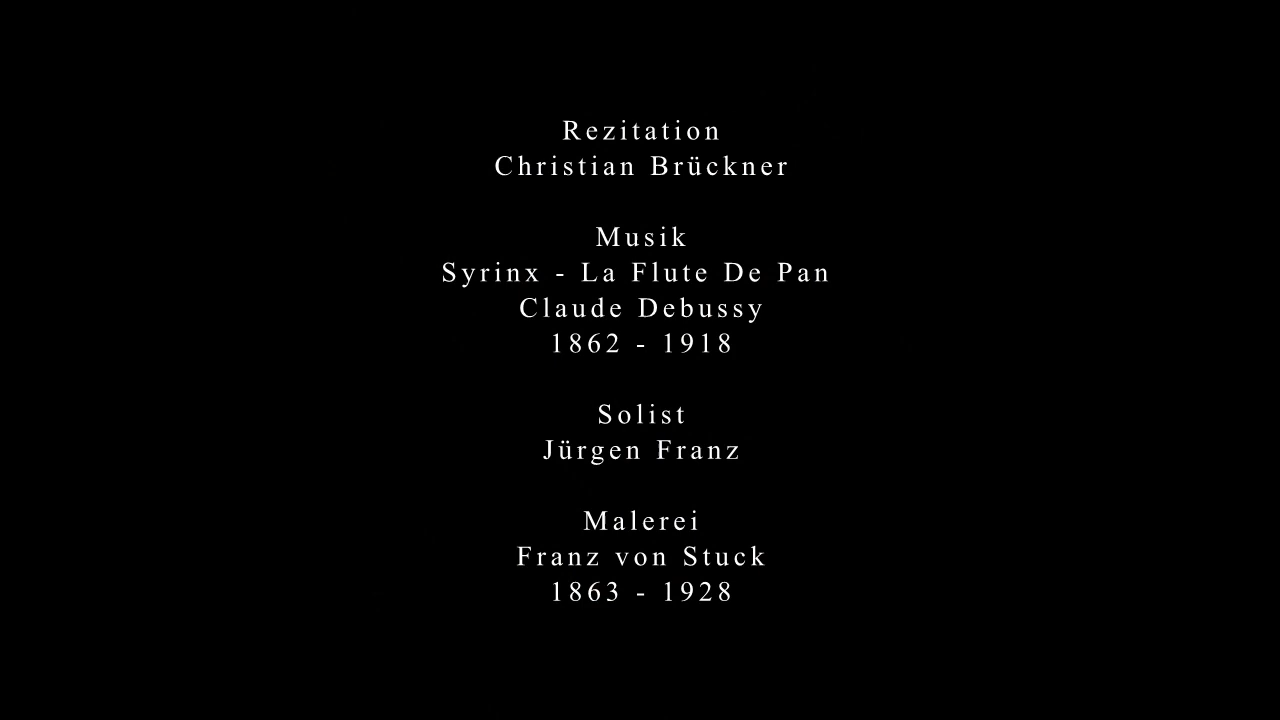 Rezitation
Christian Brückner
Musik
Syrinx - La Flute De Pan
Claude Debussy
1862 - 1918
Solist
Jürgen Franz
Malerei
Franz von Stuck
1863 - 1928